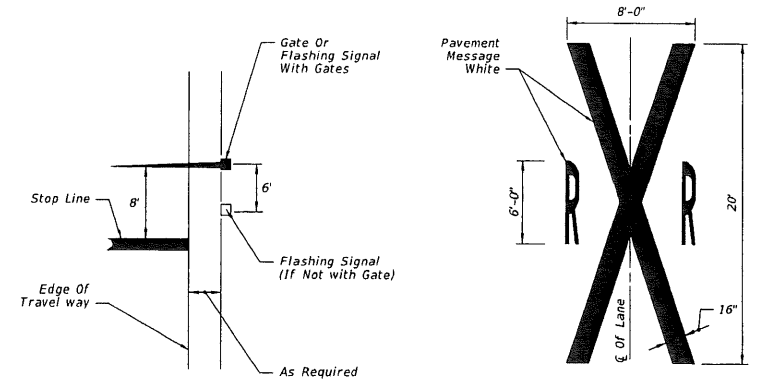 Gate Or
Flashing Signal
With Gates
Stop Line
8'
6'
Flashing Signal
(If Not with Gate)
Edge Of
Travel way
As Required
8'-0"
Pavement
Message
White
R
R
6'-0"
20'
16"
℄ Of Lane